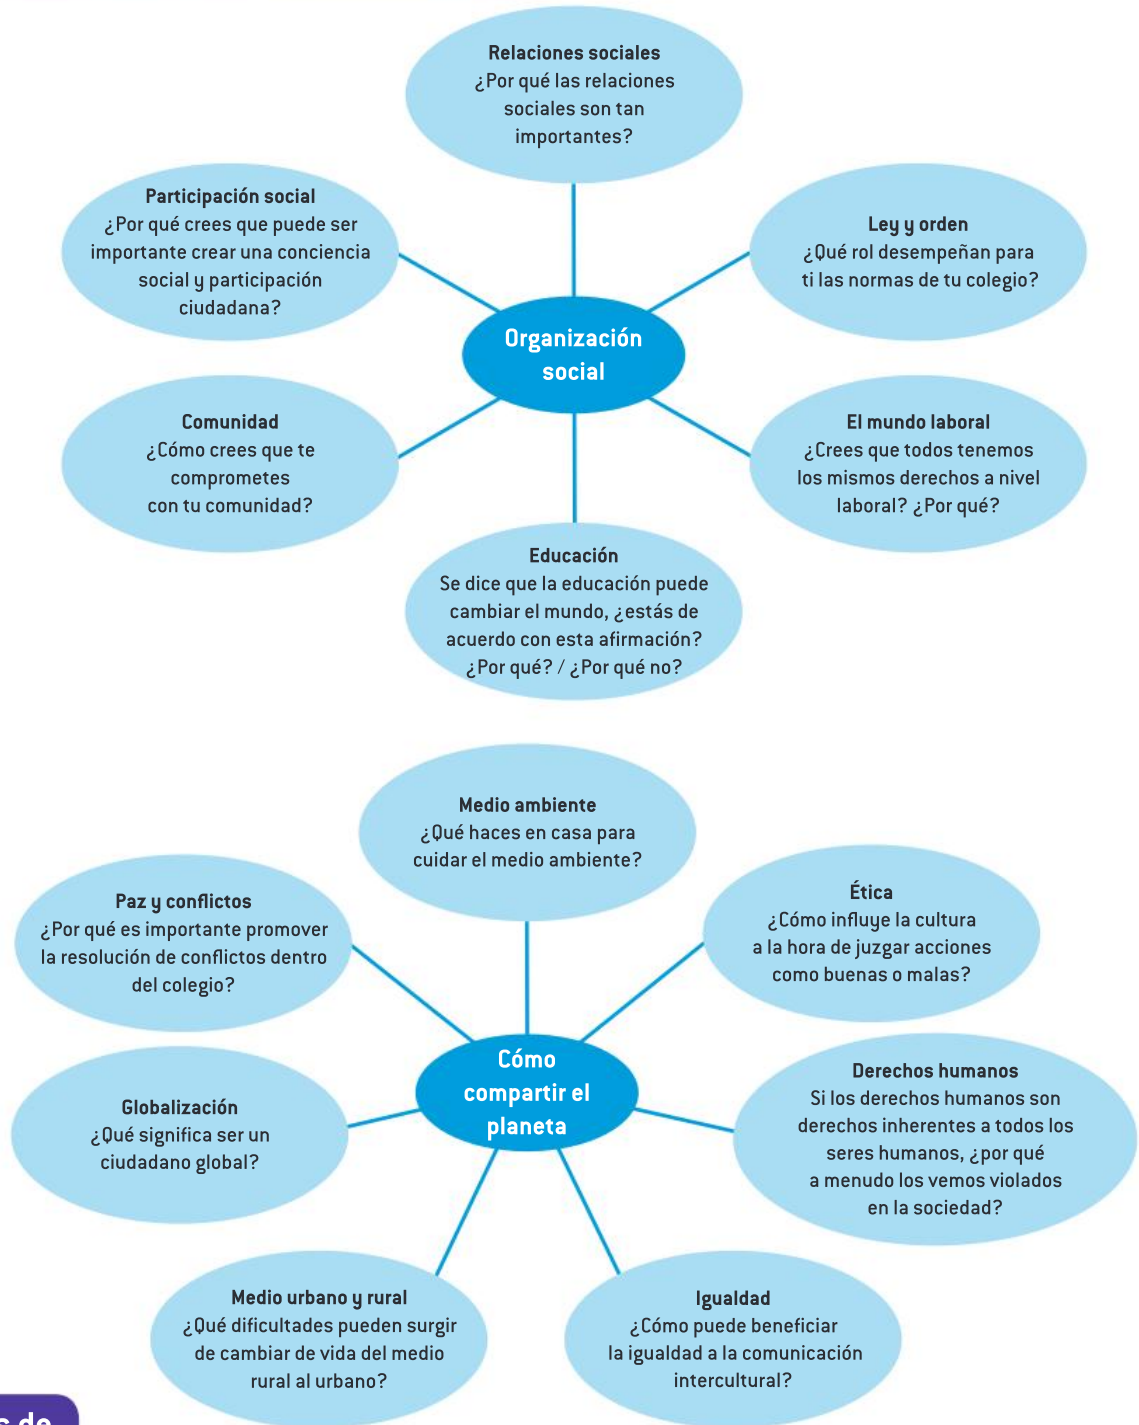 Relaciones sociales
¿Por qué las relaciones
sociales son tan
importantes?
Participación social
¿Por qué crees que puede ser
importante crear una conciencia
social y participación
ciudadana?
Ley y orden
¿Qué rol desempeñan para
ti las normas de tu colegio?
Organización
social
Comunidad
¿Cómo crees que te
comprometes
con tu comunidad?
El mundo laboral
¿Crees que todos tenemos
los mismos derechos a nivel
laboral? ¿Por qué?
Educación
Se dice que la educación puede
cambiar el mundo, ¿estás de
acuerdo con esta afirmación?
¿Por qué? / ¿Por qué no?
Medio ambiente
¿Qué haces en casa para
cuidar el medio ambiente?
Paz y conflictos
¿Por qué es importante promover
la resolución de conflictos dentro
del colegio?
Ética
¿Cómo influye la cultura
a la hora de juzgar acciones
como buenas o malas?
Cómo
compartir el
planeta
Globalización
¿Qué significa ser un
ciudadano global?
Derechos humanos
Si los derechos humanos son
derechos inherentes a todos los
seres humanos, ¿por qué
a menudo los vemos violados
en la sociedad?
Medio urbano y rural
¿Qué dificultades pueden surgir
de cambiar de vida del medio
rural al urbano?
Igualdad
¿Cómo puede beneficiar
la igualdad a la comunicación
intercultural?